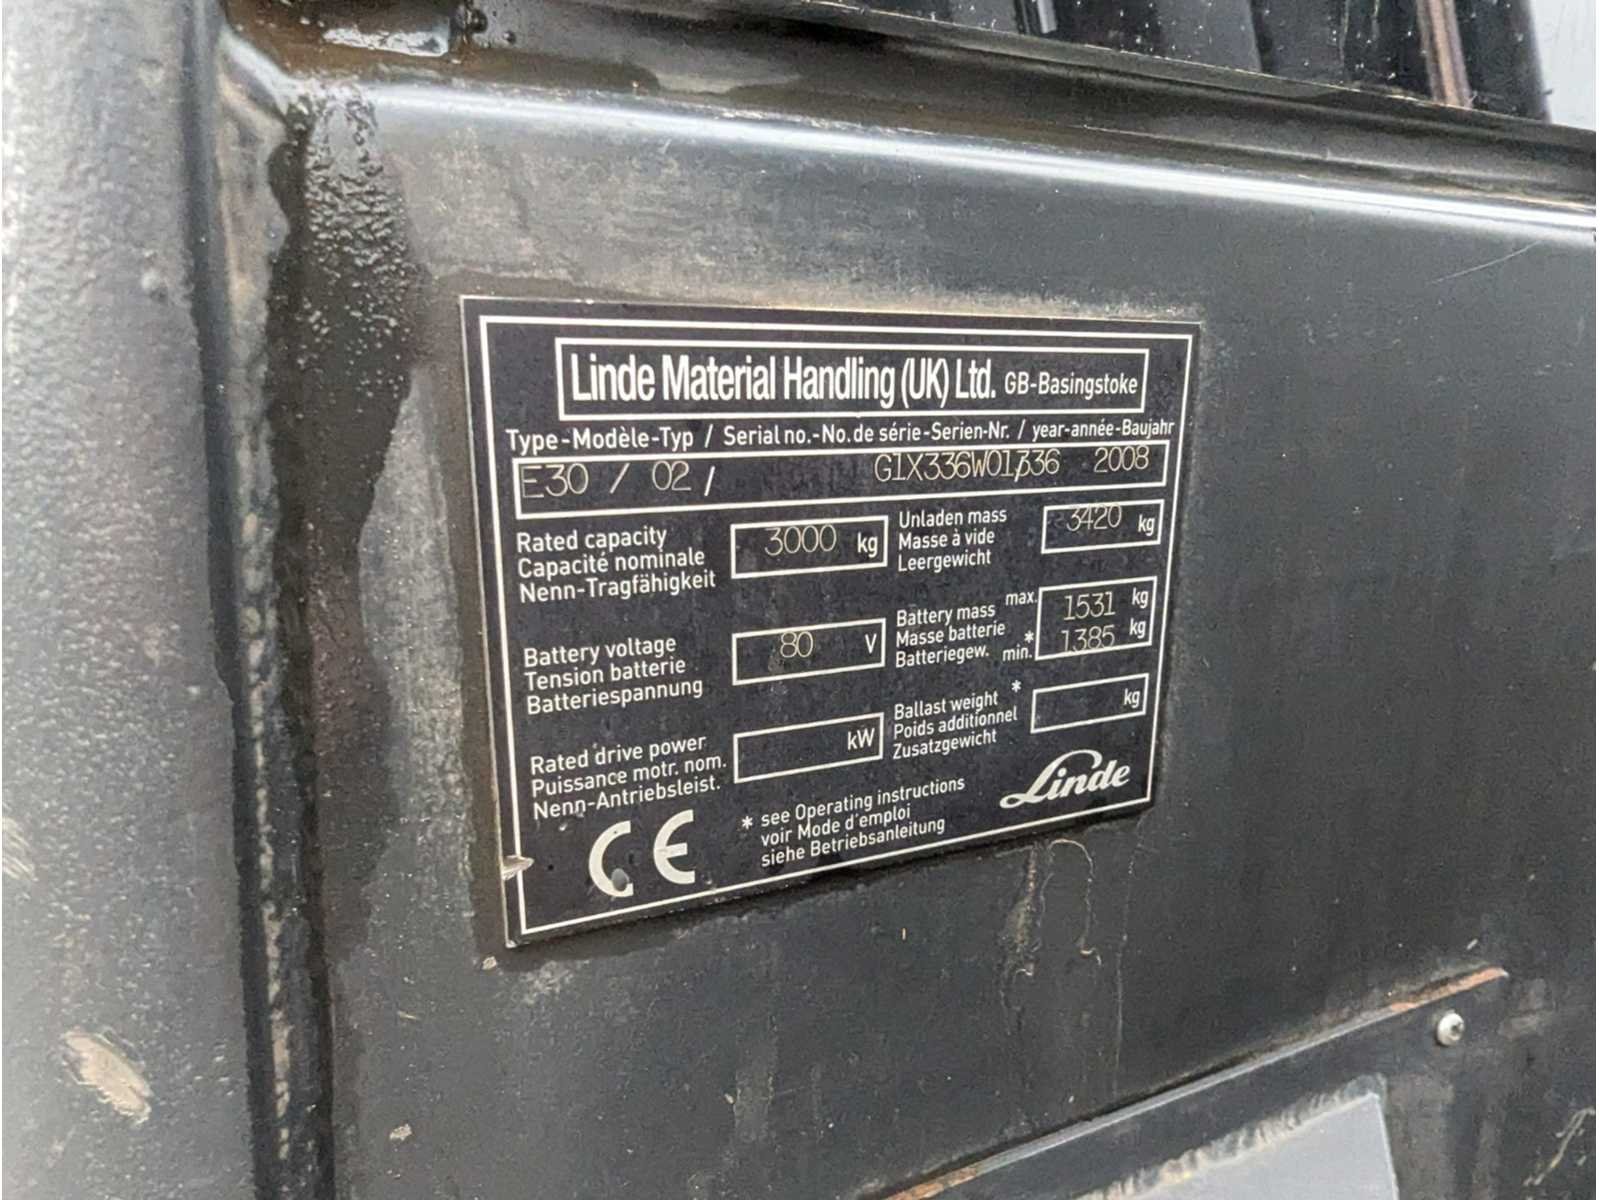 Linde Material Handling (UK) Ltd. GB-Basingstoke
Type-Modèle-Typ / Serial no.-No.de série-Serien-Nr. / year-année-Baujahr
E30 / 02 / 2008
Rated capacity
Capacité nominale
Nenn-Tragfähigkeit
3000 kg
Unladen mass
Masse à vide
Leergewicht
3420 kg
Battery voltage
Tension batterie
Batteriespannung
80 V
Battery mass
Masse batterie
Batteriegew.
max. 1531 kg
* min. 1385 kg
Rated drive power
Puissance motr. nom.
Nenn-Antriebsleist.
kW
Ballast weight *
Poids additionnel
Zusatzgewicht
kg
CE
* see Operating instructions
voir Mode d'emploi
siehe Betriebsanleitung
Linde